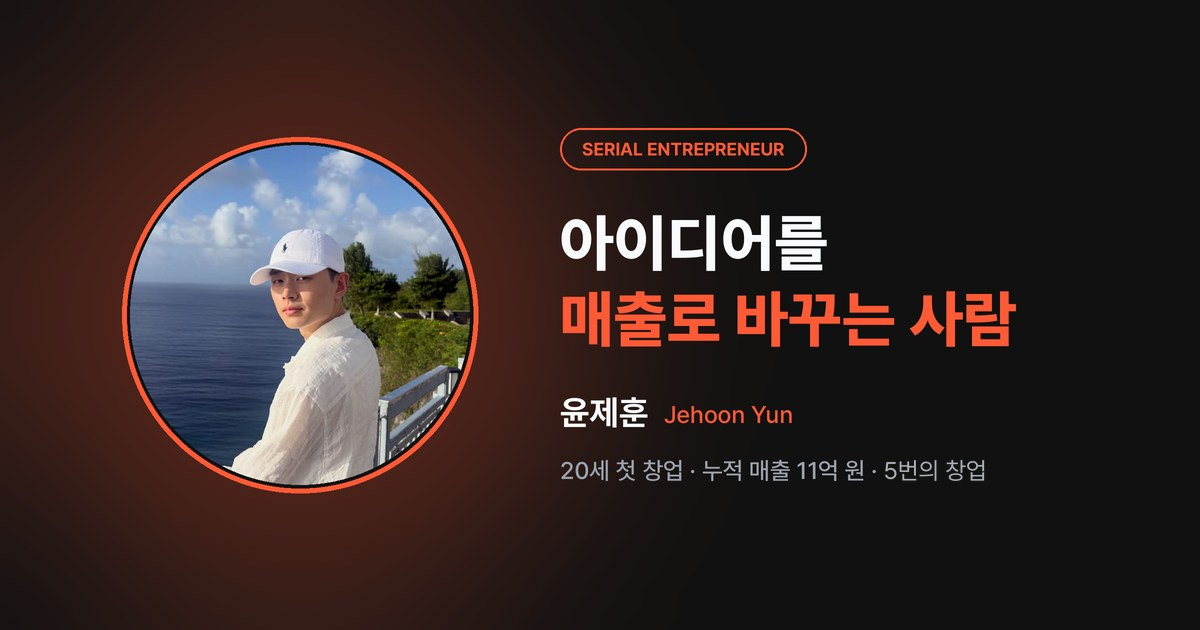 SERIAL ENTREPRENEUR
아이디어를
매출로 바꾸는 사람
윤제훈 Jehoon Yun
20세 첫 창업 · 누적 매출 11억 원 · 5번의 창업